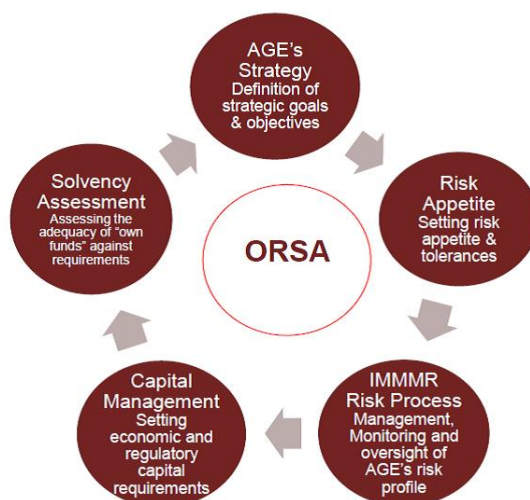 AGE's
Strategy
Definition of
strategic goals
& objectives
Risk
Appetite
Setting risk
appetite &
tolerances
IMMMR
Risk Process
Management,
Monitoring and
oversight of
AGE's risk
profile
Capital
Management
Setting
economic and
regulatory
capital
requirements
Solvency
Assessment
Assessing the
adequacy of "own
funds" against
requirements
ORSA